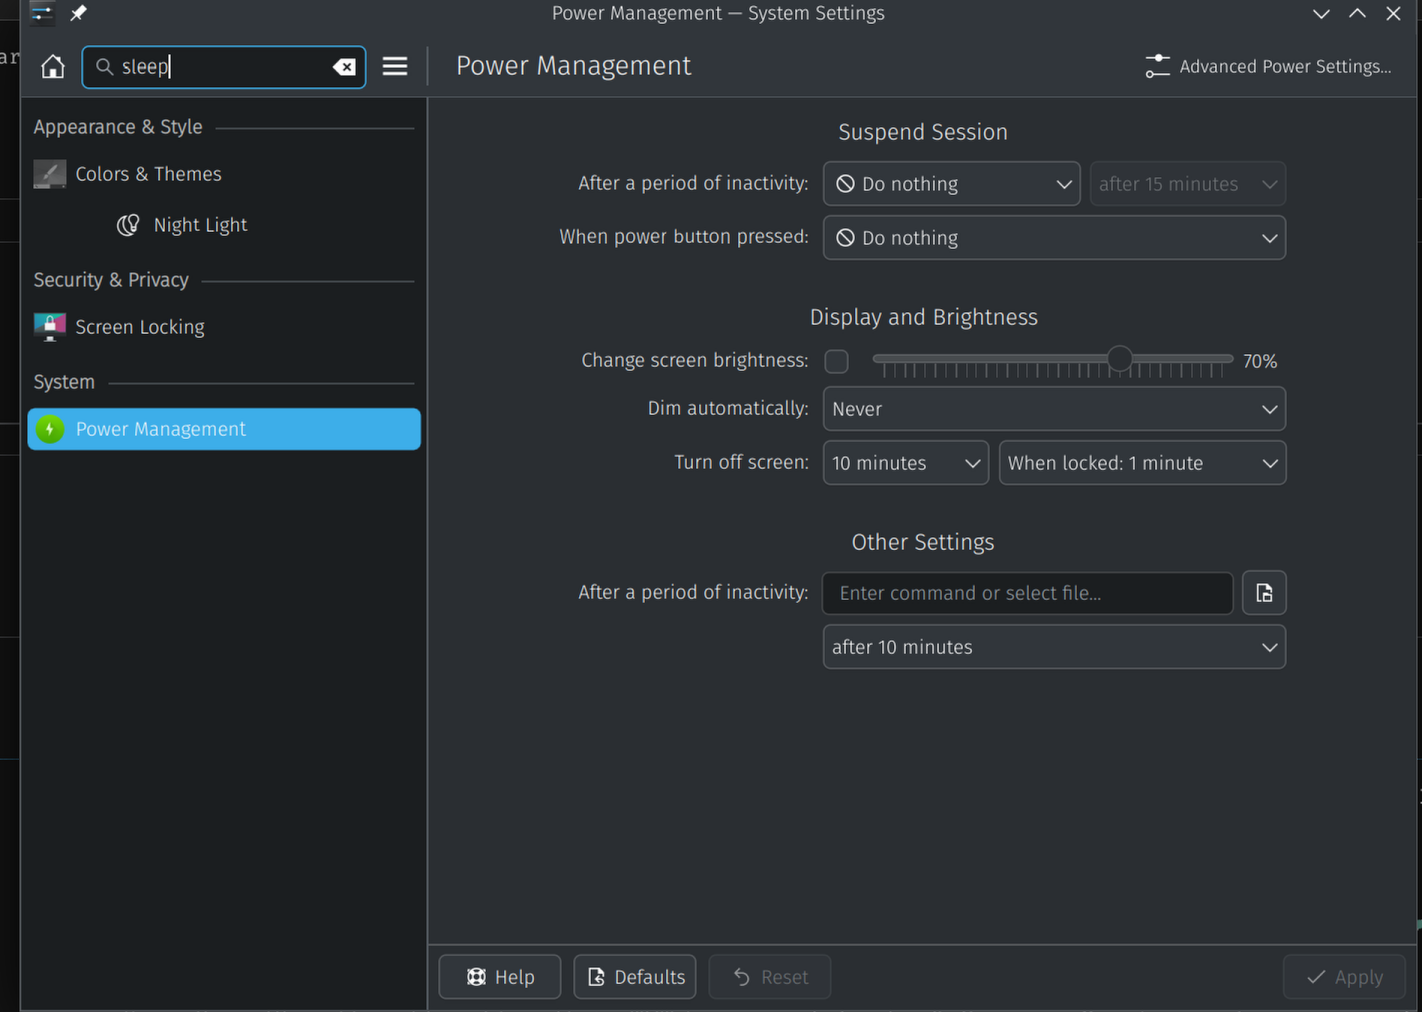 Power Management — System Settings
ar
sleep
Power Management
Advanced Power Settings...
Appearance & Style
Colors & Themes
Night Light
Security & Privacy
Screen Locking
System
Power Management
Suspend Session
After a period of inactivity: Do nothing after 15 minutes
When power button pressed: Do nothing
Display and Brightness
Change screen brightness: 70%
Dim automatically: Never
Turn off screen: 10 minutes When locked: 1 minute
Other Settings
After a period of inactivity: Enter command or select file...
after 10 minutes
Help Defaults Reset Apply